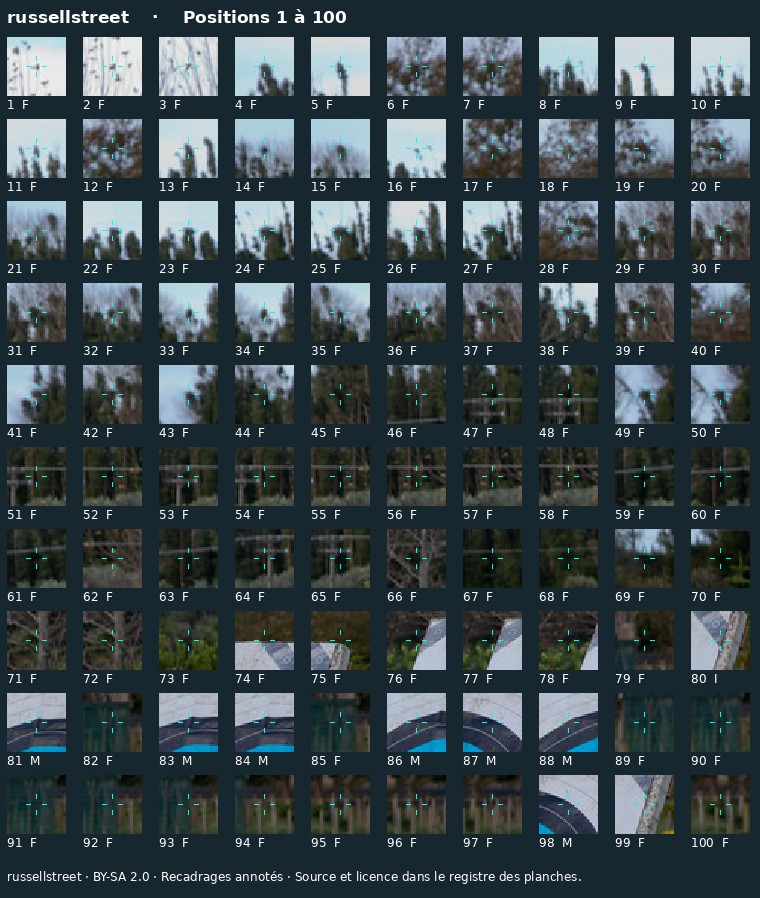 russellstreet · Positions 1 à 100
1 F 2 F 3 F 4 F 5 F 6 F 7 F 8 F 9 F 10 F
11 F 12 F 13 F 14 F 15 F 16 F 17 F 18 F 19 F 20 F
21 F 22 F 23 F 24 F 25 F 26 F 27 F 28 F 29 F 30 F
31 F 32 F 33 F 34 F 35 F 36 F 37 F 38 F 39 F 40 F
41 F 42 F 43 F 44 F 45 F 46 F 47 F 48 F 49 F 50 F
51 F 52 F 53 F 54 F 55 F 56 F 57 F 58 F 59 F 60 F
61 F 62 F 63 F 64 F 65 F 66 F 67 F 68 F 69 F 70 F
71 F 72 F 73 F 74 F 75 F 76 F 77 F 78 F 79 F 80 I
81 M 82 F 83 M 84 M 85 F 86 M 87 M 88 M 89 F 90 F
91 F 92 F 93 F 94 F 95 F 96 F 97 F 98 M 99 F 100 F
russellstreet · BY-SA 2.0 · Recadrages annotés · Source et licence dans le registre des planches.